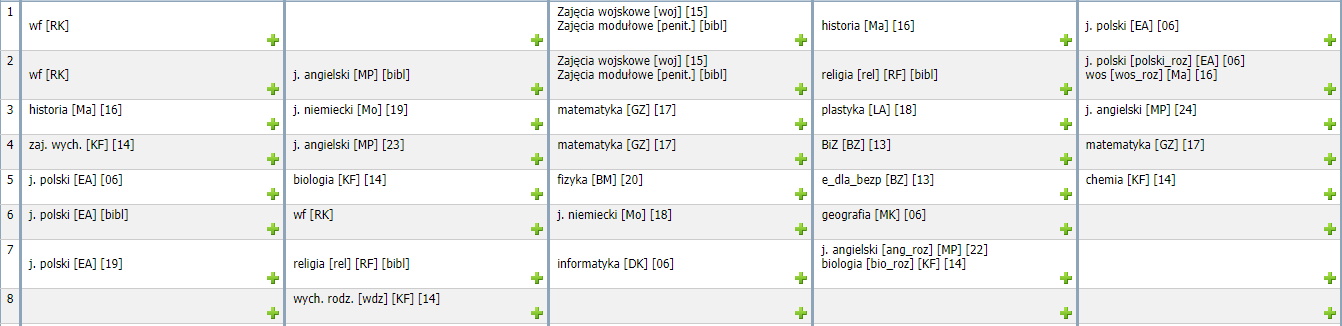 1
wf [RK]
Zajęcia wojskowe [woj] [15]
Zajęcia modułowe [penit.] [bibl]
historia [Ma] [16]
j. polski [EA] [06]
2
wf [RK]
j. angielski [MP] [bibl]
Zajęcia wojskowe [woj] [15]
Zajęcia modułowe [penit.] [bibl]
religia [rel] [RF] [bibl]
j. polski [polski_roz] [EA] [06]
wos [wos_roz] [Ma] [16]
3
historia [Ma] [16]
j. niemiecki [Mo] [19]
matematyka [GZ] [17]
plastyka [LA] [18]
j. angielski [MP] [24]
4
zaj. wych. [KF] [14]
j. angielski [MP] [23]
matematyka [GZ] [17]
BiZ [BZ] [13]
matematyka [GZ] [17]
5
j. polski [EA] [06]
biologia [KF] [14]
fizyka [BM] [20]
e_dla_bezp [BZ] [13]
chemia [KF] [14]
6
j. polski [EA] [bibl]
wf [RK]
j. niemiecki [Mo] [18]
geografia [MK] [06]
7
j. polski [EA] [19]
religia [rel] [RF] [bibl]
informatyka [DK] [06]
j. angielski [ang_roz] [MP] [22]
biologia [bio_roz] [KF] [14]
8
wych. rodz. [wdz] [KF] [14]